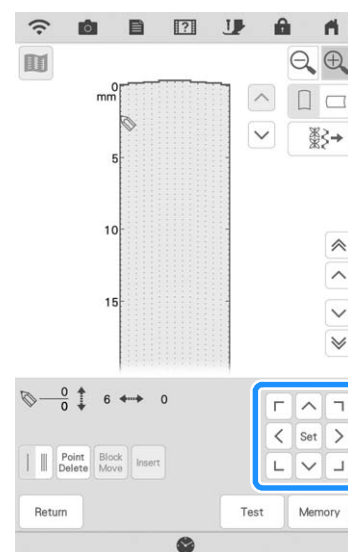 0
mm
5
10
15
0
0 6 0
Set
Point
Delete
Block
Move
Insert
Return Test Memory